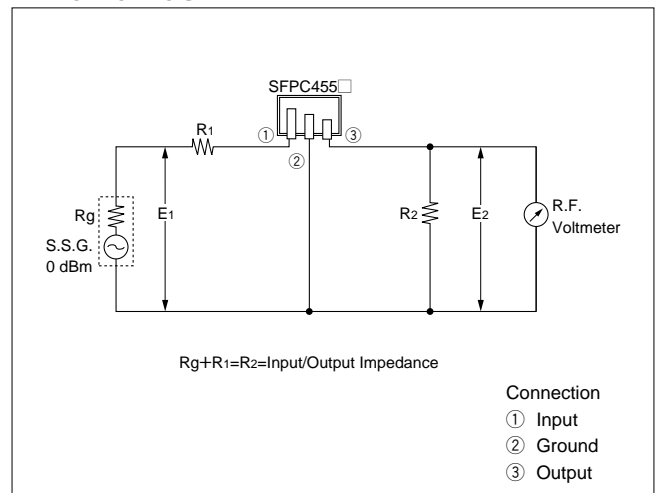 SFPC455□
R1
①
②
③
Rg
S.S.G.
0 dBm
E1
R2
E2
R.F.
Voltmeter
Rg+R1=R2=Input/Output Impedance
Connection
① Input
② Ground
③ Output